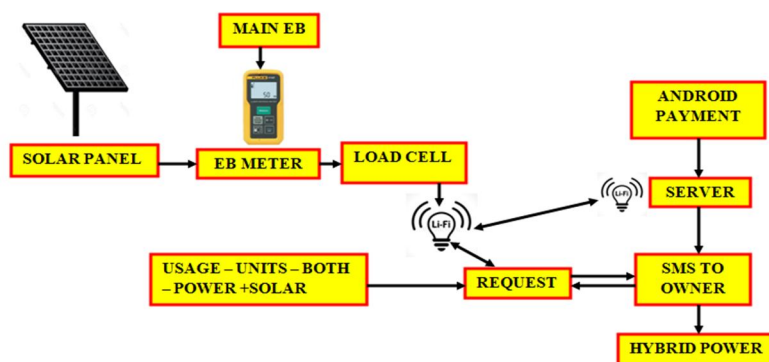 MAIN EB
ANDROID
PAYMENT
SOLAR PANEL
EB METER
LOAD CELL
SERVER
Li-Fi
Li-Fi
USAGE – UNITS – BOTH
– POWER +SOLAR
REQUEST
SMS TO
OWNER
HYBRID POWER